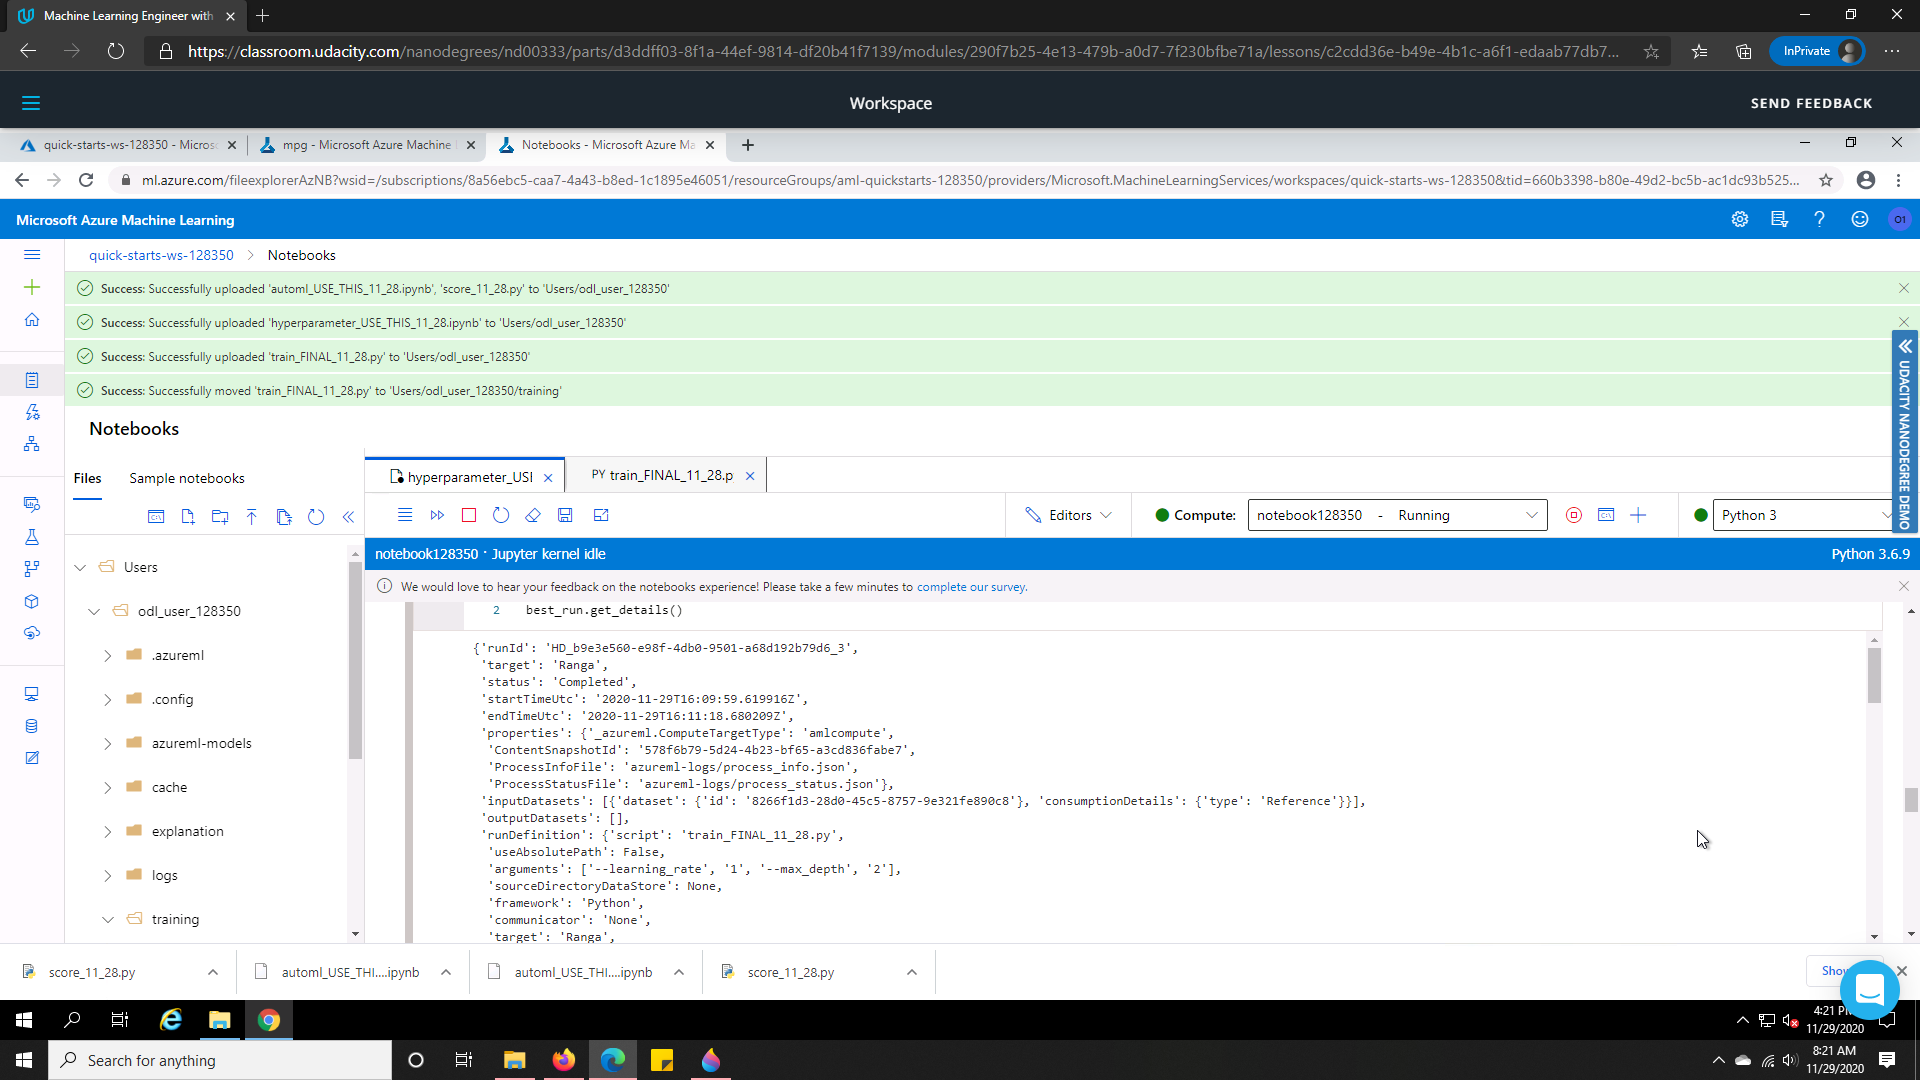 Machine Learning Engineer with
https://classroom.udacity.com/nanodegrees/nd00333/parts/d3ddff03-8f1a-44ef-9814-df20b41f7139/modules/290f7b25-4e13-479b-a0d7-7f230bfbe71a/lessons/c2cdd36e-b49e-4b1c-a6f1-edaab77db7...
InPrivate
Workspace
SEND FEEDBACK
quick-starts-ws-128350 - Micros
mpg - Microsoft Azure Machine
Notebooks - Microsoft Azure Ma
ml.azure.com/fileexplorerAzNB?wsid=/subscriptions/8a56ebc5-caa7-4a43-b8ed-1c1895e46051/resourceGroups/aml-quickstarts-128350/providers/Microsoft.MachineLearningServices/workspaces/quick-starts-ws-128350&tid=660b3398-b80e-49d2-bc5b-ac1dc93b525...
Microsoft Azure Machine Learning
01
quick-starts-ws-128350 > Notebooks
Success: Successfully uploaded 'automl_USE_THIS_11_28.ipynb', 'score_11_28.py' to 'Users/odl_user_128350'
Success: Successfully uploaded 'hyperparameter_USE_THIS_11_28.ipynb' to 'Users/odl_user_128350'
Success: Successfully uploaded 'train_FINAL_11_28.py' to 'Users/odl_user_128350'
Success: Successfully moved 'train_FINAL_11_28.py' to 'Users/odl_user_128350/training'
UDACITY NANODEGREE DEMO
Notebooks
Files
Sample notebooks
hyperparameter_USI
PY train_FINAL_11_28.p
Editors
Compute:
notebook128350 - Running
Python 3
notebook128350 · Jupyter kernel idle
Python 3.6.9
We would love to hear your feedback on the notebooks experience! Please take a few minutes to complete our survey.
Users
odl_user_128350
.azureml
.config
azureml-models
cache
explanation
logs
training
2 best_run.get_details()
{'runId': 'HD_b9e3e560-e98f-4db0-9501-a68d192b79d6_3',
'target': 'Ranga',
'status': 'Completed',
'startTimeUtc': '2020-11-29T16:09:59.619916Z',
'endTimeUtc': '2020-11-29T16:11:18.680209Z',
'properties': {'_azureml.ComputeTargetType': 'amlcompute',
'ContentSnapshotId': '578f6b79-5d24-4b23-bf65-a3cd836fabe7',
'ProcessInfoFile': 'azureml-logs/process_info.json',
'ProcessStatusFile': 'azureml-logs/process_status.json'},
'inputDatasets': [{'dataset': {'id': '8266f1d3-28d0-45c5-8757-9e321fe890c8'}, 'consumptionDetails': {'type': 'Reference'}}],
'outputDatasets': [],
'runDefinition': {'script': 'train_FINAL_11_28.py',
'useAbsolutePath': False,
'arguments': ['--learning_rate', '1', '--max_depth', '2'],
'sourceDirectoryDataStore': None,
'framework': 'Python',
'communicator': 'None',
'target': 'Ranga',
score_11_28.py
automl_USE_THI....ipynb
automl_USE_THI....ipynb
score_11_28.py
Show
4:21 P
11/29/2020
Search for anything
8:21 AM
11/29/2020